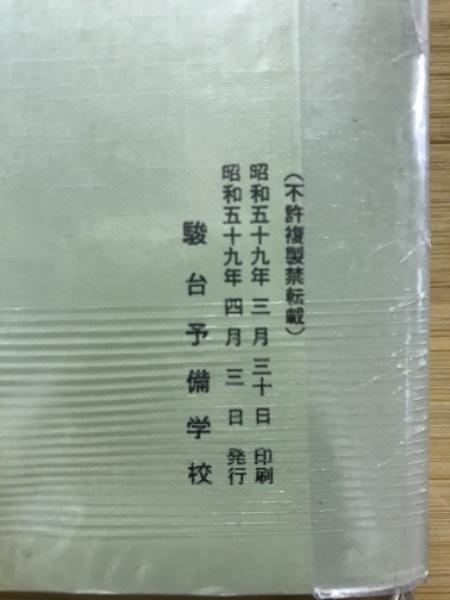 (不許複製禁転載)
昭和五十九年三月三十日印刷
昭和五十九年四月三日発行
駿台予備学校